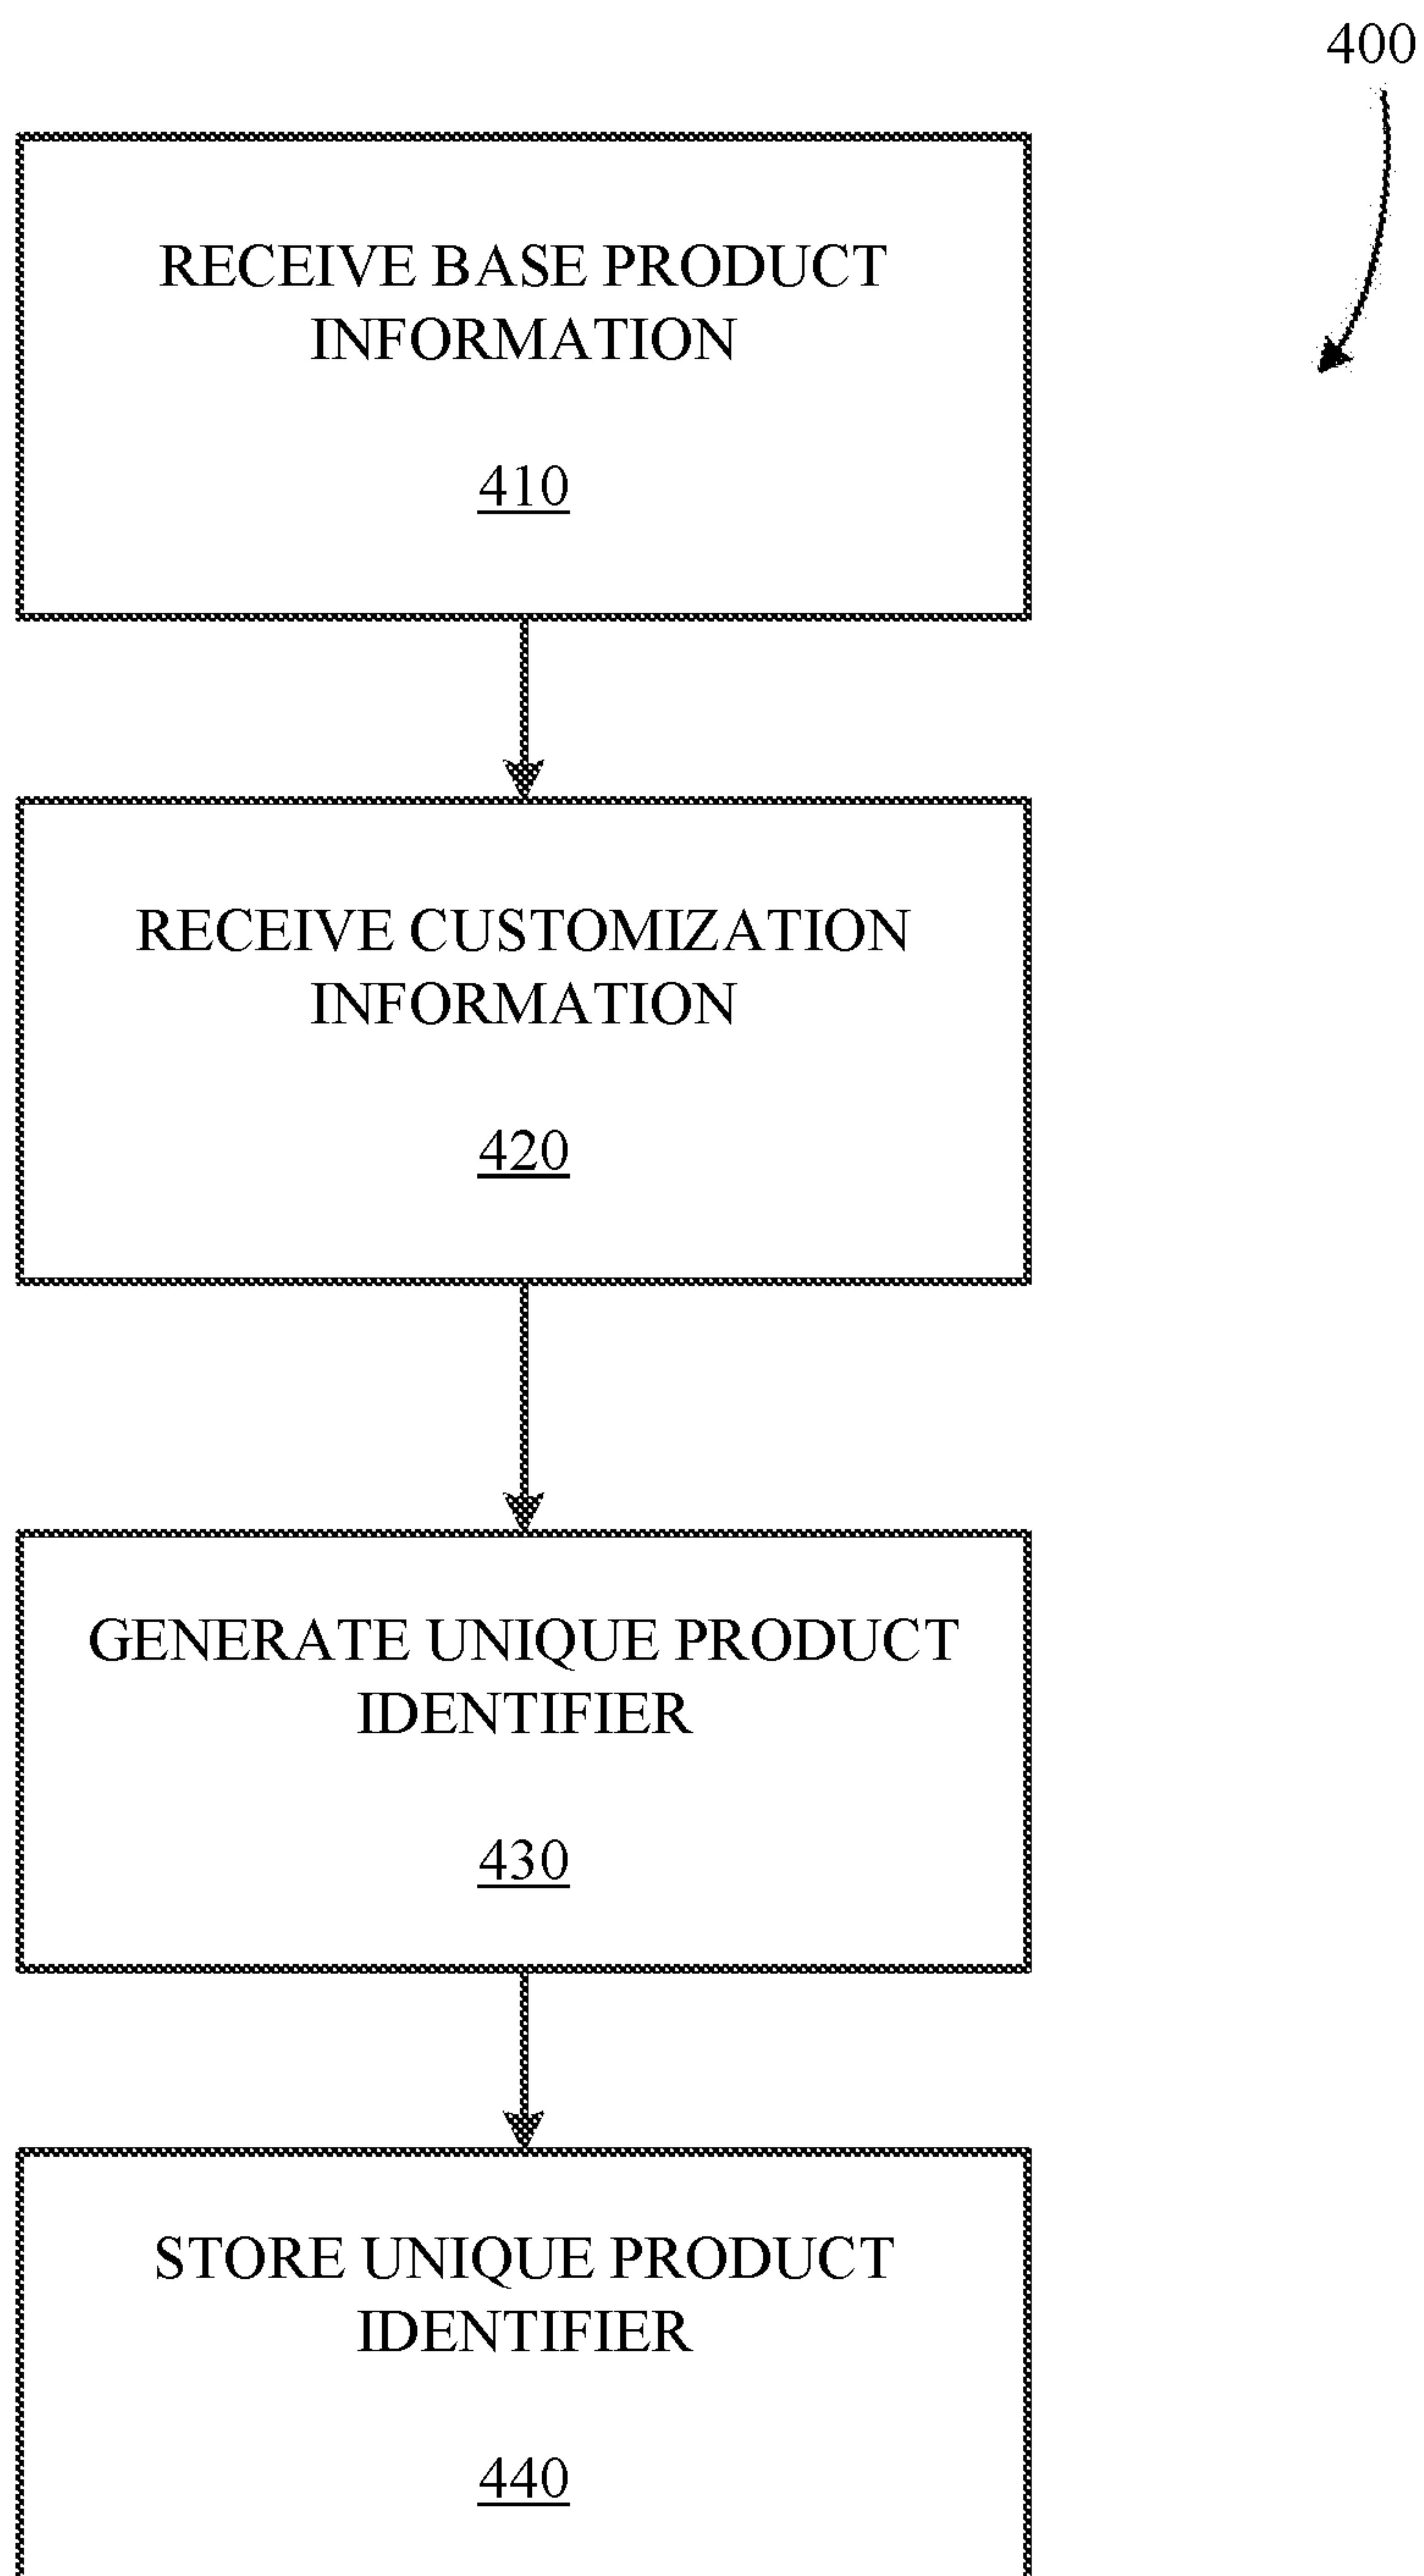 400
RECEIVE BASE PRODUCT
INFORMATION
410
RECEIVE CUSTOMIZATION
INFORMATION
420
GENERATE UNIQUE PRODUCT
IDENTIFIER
430
STORE UNIQUE PRODUCT
IDENTIFIER
440